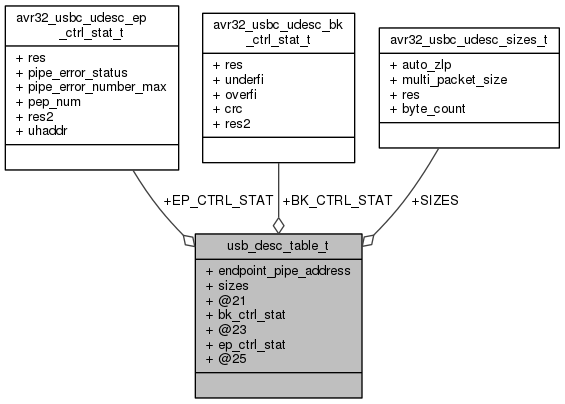 avr32_usbc_udesc_ep
_ctrl_stat_t
+ res
+ pipe_error_status
+ pipe_error_number_max
+ pep_num
+ res2
+ uhaddr
avr32_usbc_udesc_bk
_ctrl_stat_t
+ res
+ underfi
+ overfi
+ crc
+ res2
avr32_usbc_udesc_sizes_t
+ auto_zlp
+ multi_packet_size
+ res
+ byte_count
+EP_CTRL_STAT
+BK_CTRL_STAT
+SIZES
usb_desc_table_t
+ endpoint_pipe_address
+ sizes
+ @21
+ bk_ctrl_stat
+ @23
+ ep_ctrl_stat
+ @25